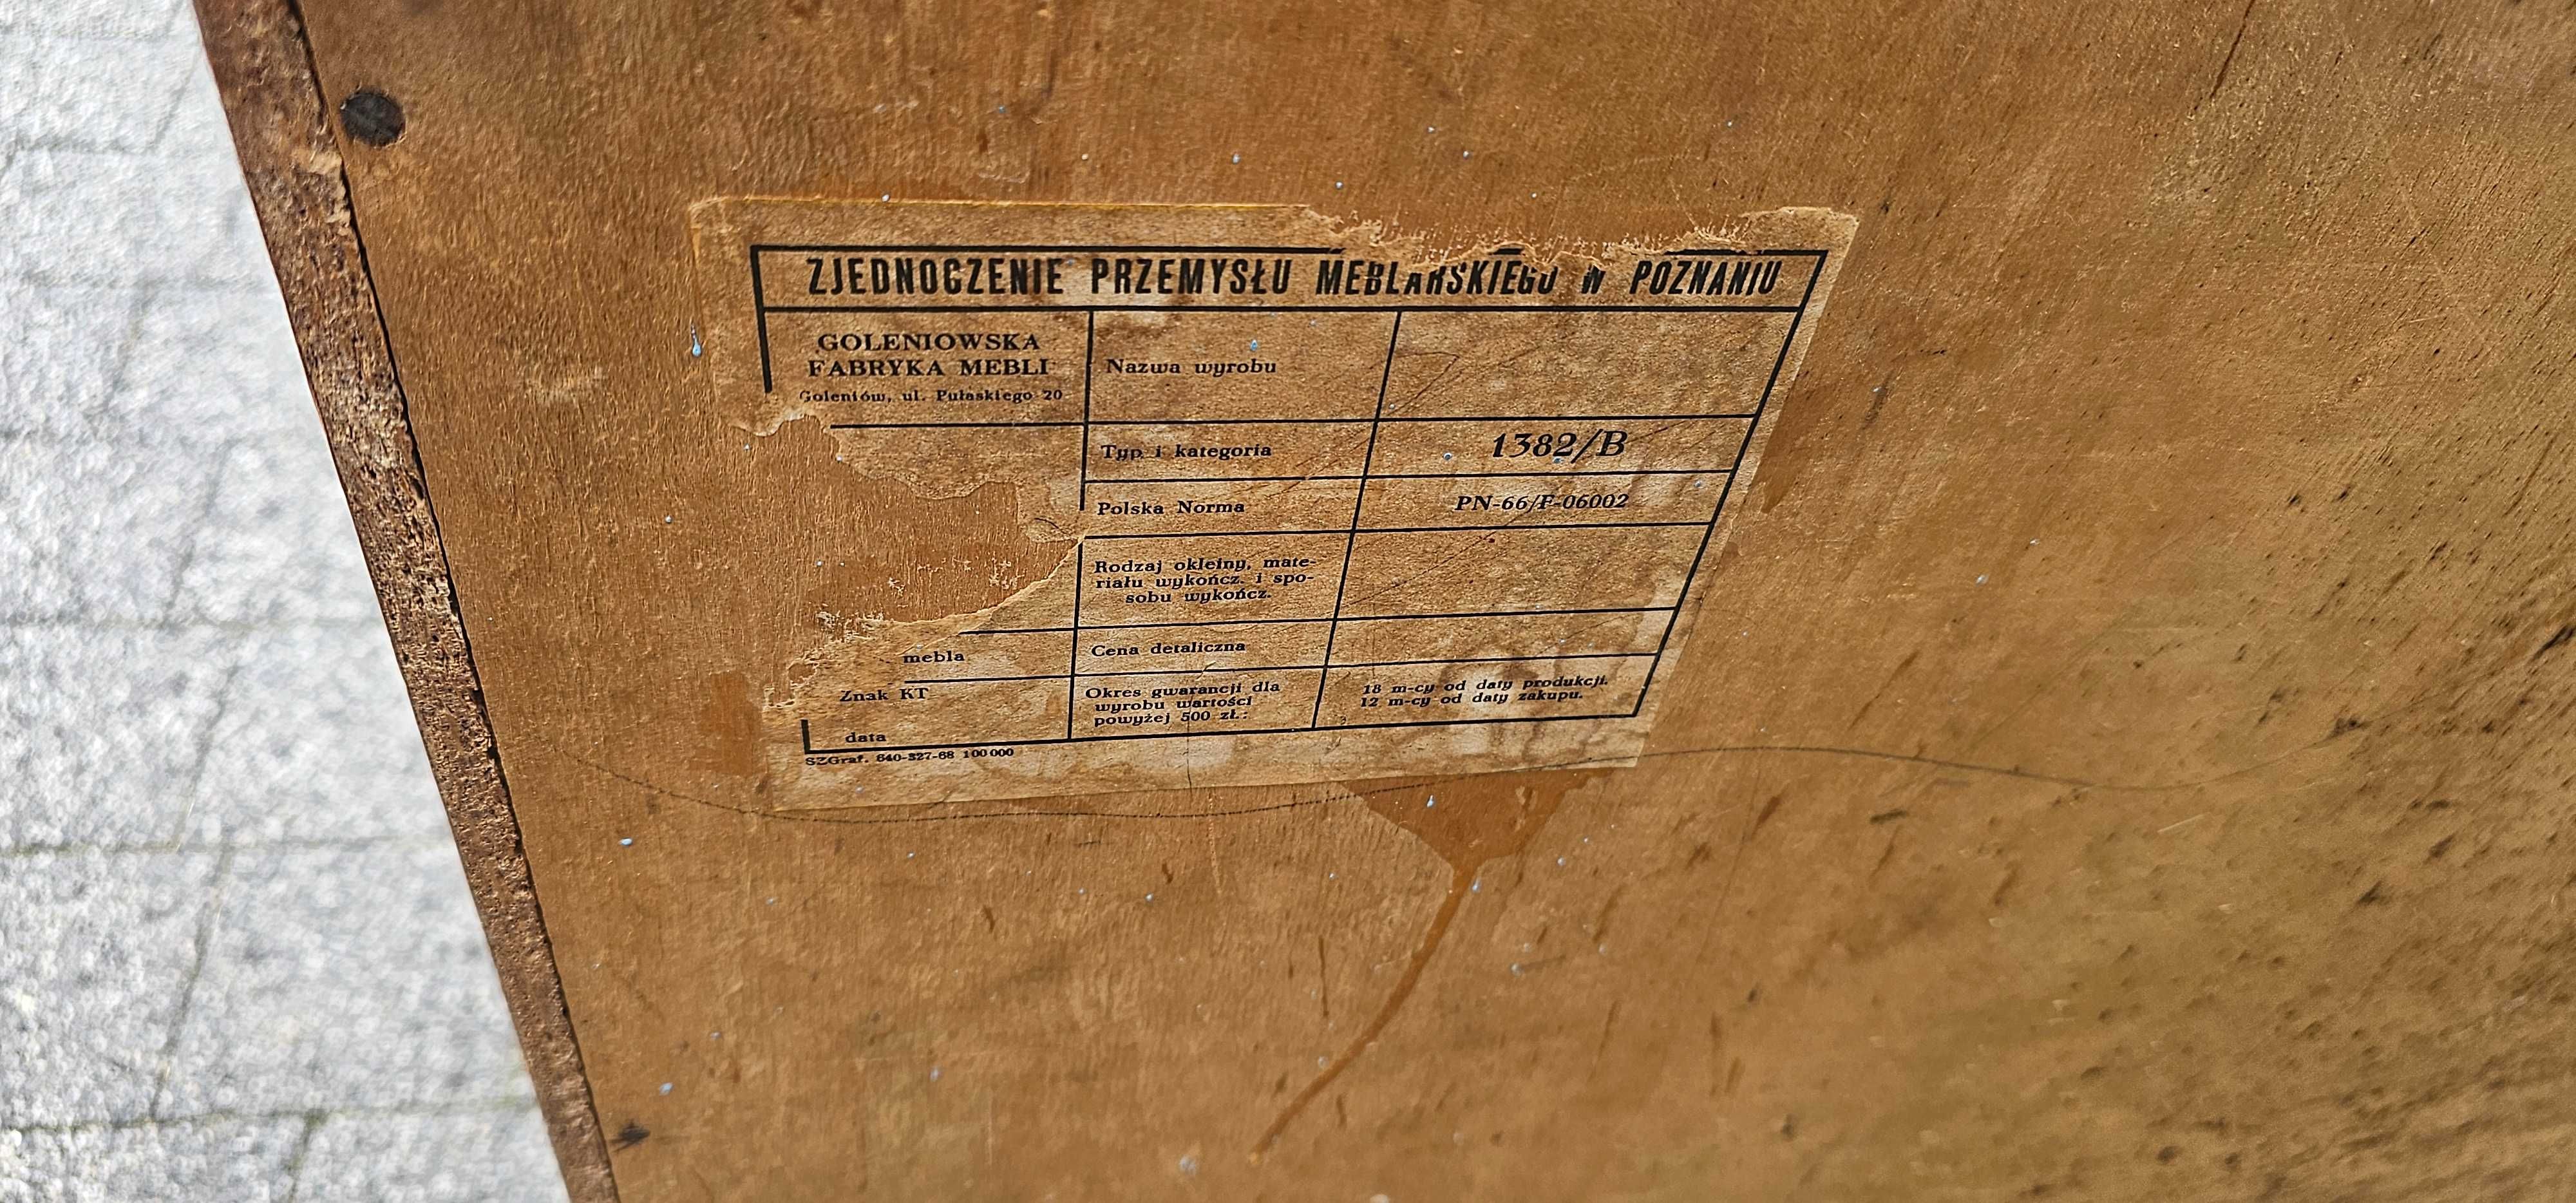 ZJEDNOCZENIE PRZEMYSŁU MEBLARSKIEGO W POZNANIU
GOLENIOWSKA
FABRYKA MEBLI
Goleniów, ul. Pułaskiego 20
Nazwa wyrobu
Typ i kategoria
1382/B
Polska Norma
PN-66/F-06002
Rodzaj okleiny, mate-
riału wykończ. i spo-
sobu wykończ.
mebla
Cena detaliczna
Znak KT
data
Okres gwarancji dla
wyrobu wartości
powyżej 500 zł.:
18 m-cy od daty produkcji.
12 m-cy od daty zakupu.
SZGraf. 640-327-68 100 000